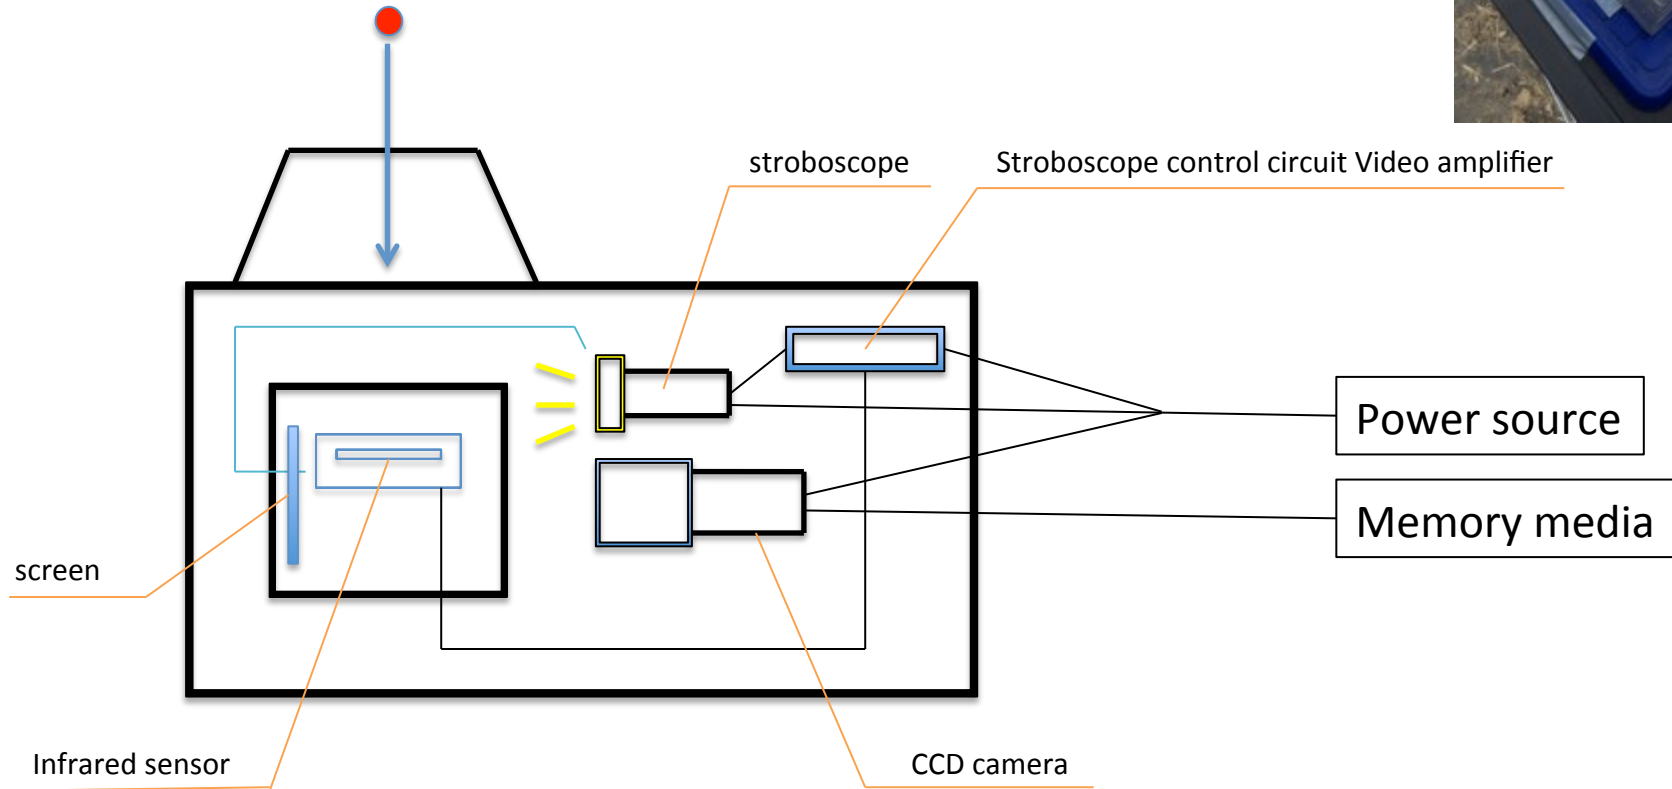 stroboscope
Stroboscope control circuit Video amplifier
Power source
Memory media
screen
Infrared sensor
CCD camera